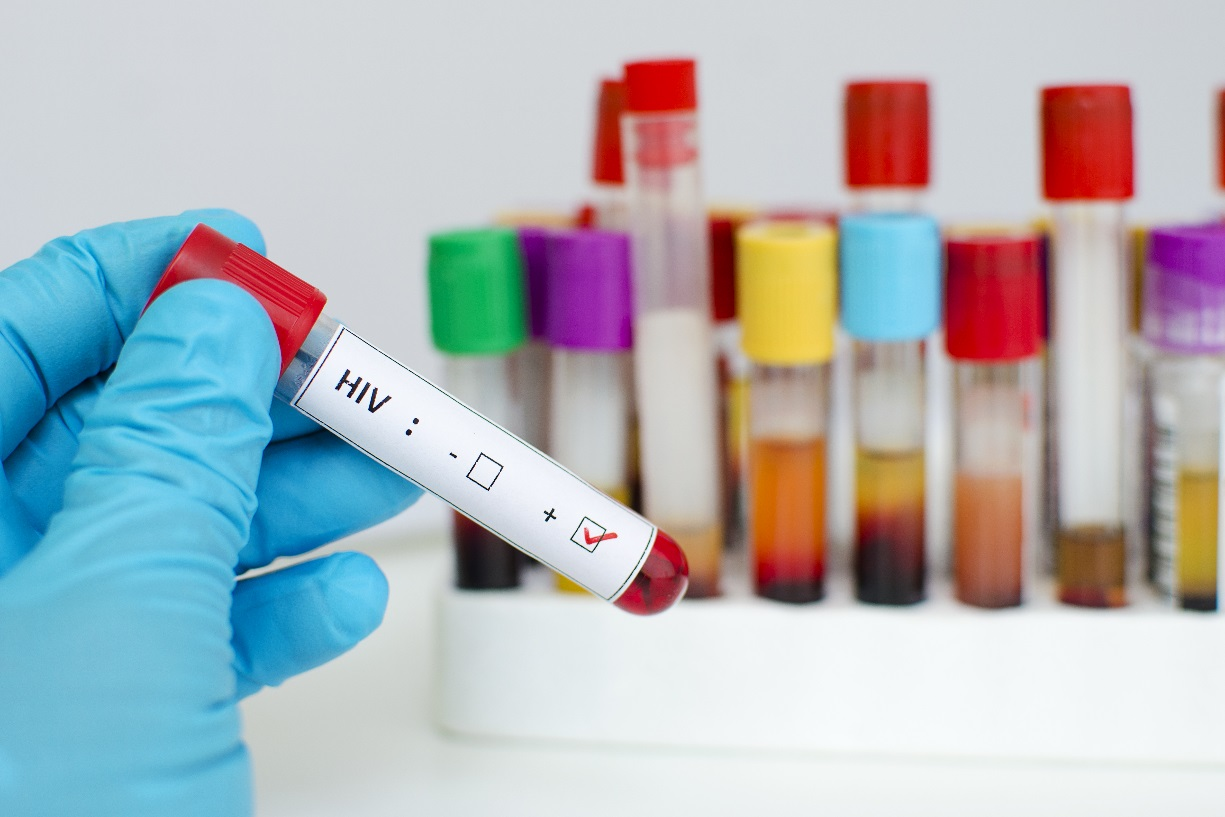 HIV : - ☐ + ☑